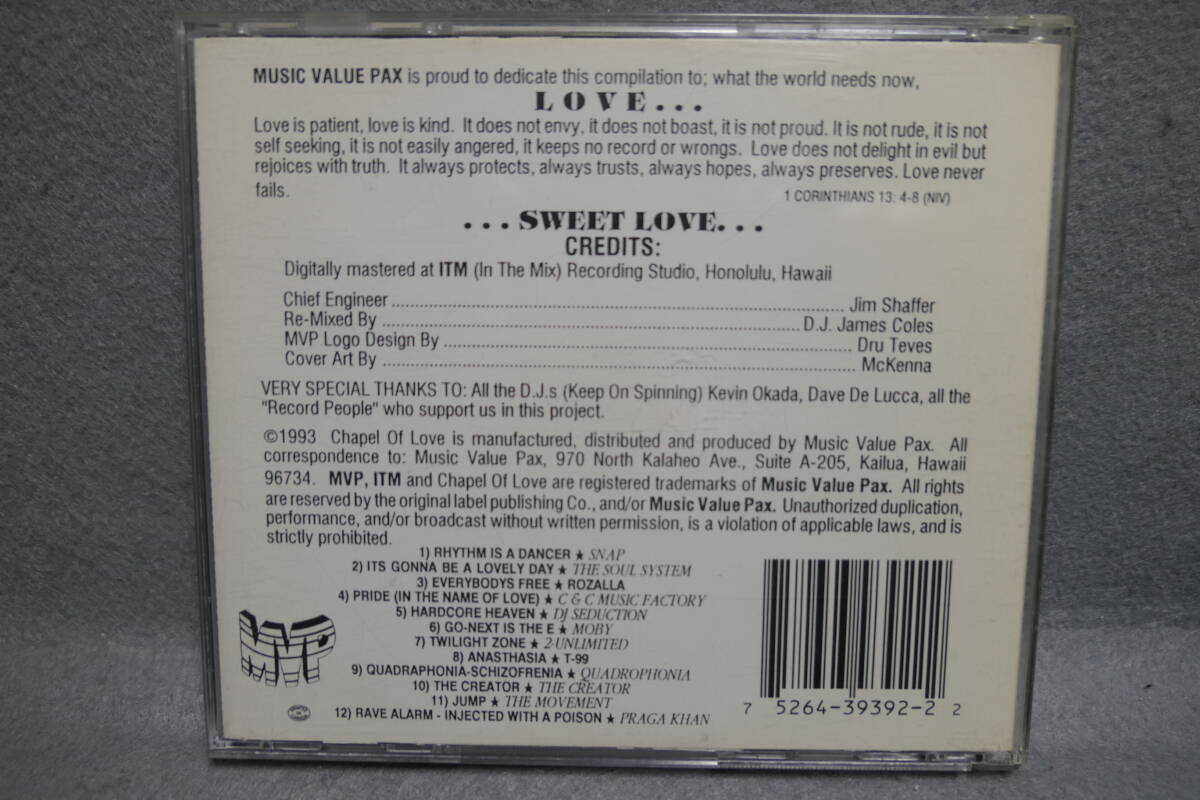 MUSIC VALUE PAX is proud to dedicate this compilation to; what the world needs now,
LOVE...
Love is patient, love is kind. It does not envy, it does not boast, it is not proud. It is not rude, it is not
self seeking, it is not easily angered, it keeps no record or wrongs. Love does not delight in evil but
rejoices with truth. It always protects, always trusts, always hopes, always preserves. Love never
fails.
1 CORINTHIANS 13: 4-8 (NIV)
...SWEET LOVE...
CREDITS:
Digitally mastered at ITM (In The Mix) Recording Studio, Honolulu, Hawaii
Chief Engineer ... Jim Shaffer
Re-Mixed By ... D.J. James Coles
MVP Logo Design By ... Dru Teves
Cover Art By ... McKenna
VERY SPECIAL THANKS TO: All the D.J.s (Keep On Spinning) Kevin Okada, Dave De Lucca, all the
"Record People" who support us in this project.
©1993 Chapel Of Love is manufactured, distributed and produced by Music Value Pax. All
correspondence to: Music Value Pax, 970 North Kalaheo Ave., Suite A-205, Kailua, Hawaii
96734. MVP, ITM and Chapel Of Love are registered trademarks of Music Value Pax. All rights
are reserved by the original label publishing Co., and/or Music Value Pax. Unauthorized duplication,
performance, and/or broadcast without written permission, is a violation of applicable laws, and is
strictly prohibited.
1) RHYTHM IS A DANCER ★ SNAP
2) ITS GONNA BE A LOVELY DAY ★ THE SOUL SYSTEM
3) EVERYBODYS FREE ★ ROZALLA
4) PRIDE (IN THE NAME OF LOVE) ★ C & C MUSIC FACTORY
5) HARDCORE HEAVEN ★ DJ SEDUCTION
6) GO-NEXT IS THE E ★ MOBY
7) TWILIGHT ZONE ★ 2-UNLIMITED
8) ANASTHASIA ★ T-99
9) QUADRAPHONIA-SCHIZOFRENIA ★ QUADROPHONIA
10) THE CREATOR ★ THE CREATOR
11) JUMP ★ THE MOVEMENT
12) RAVE ALARM - INJECTED WITH A POISON ★ PRAGA KHAN
MVP
7 5264-39392-2 2